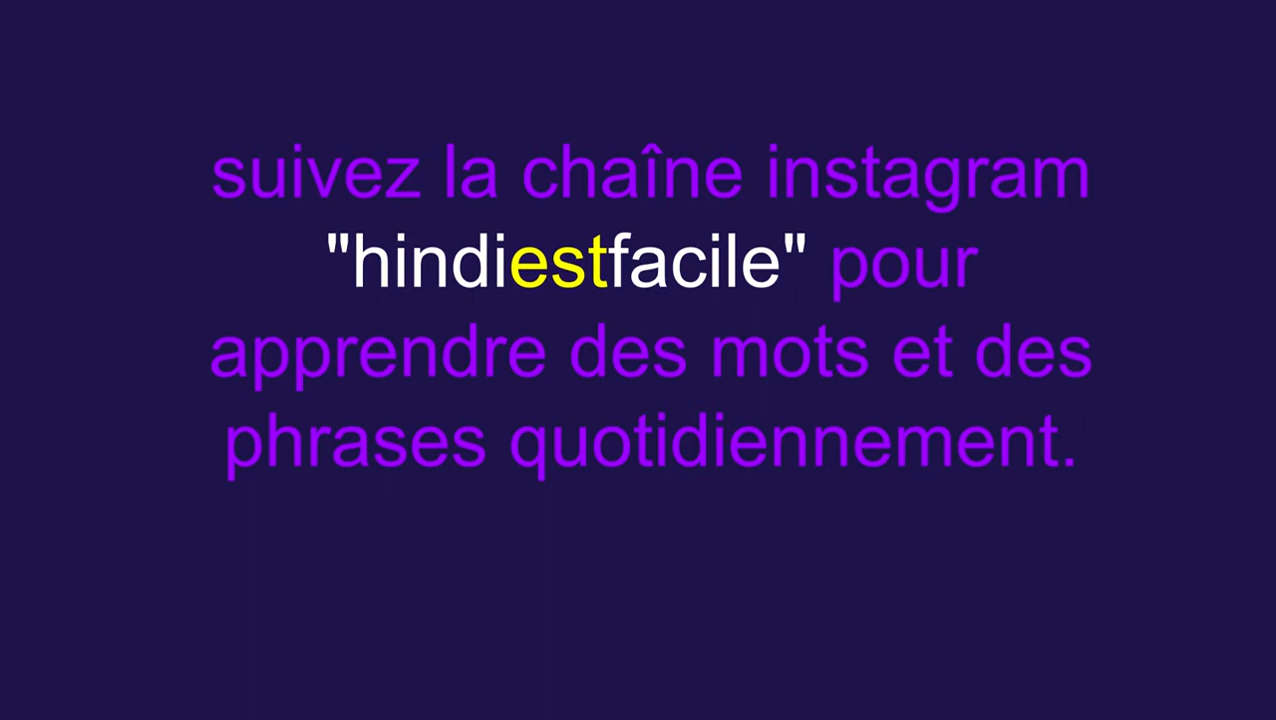 suivez la chaîne instagram
"hindiestfacile" pour
apprendre des mots et des
phrases quotidiennement.